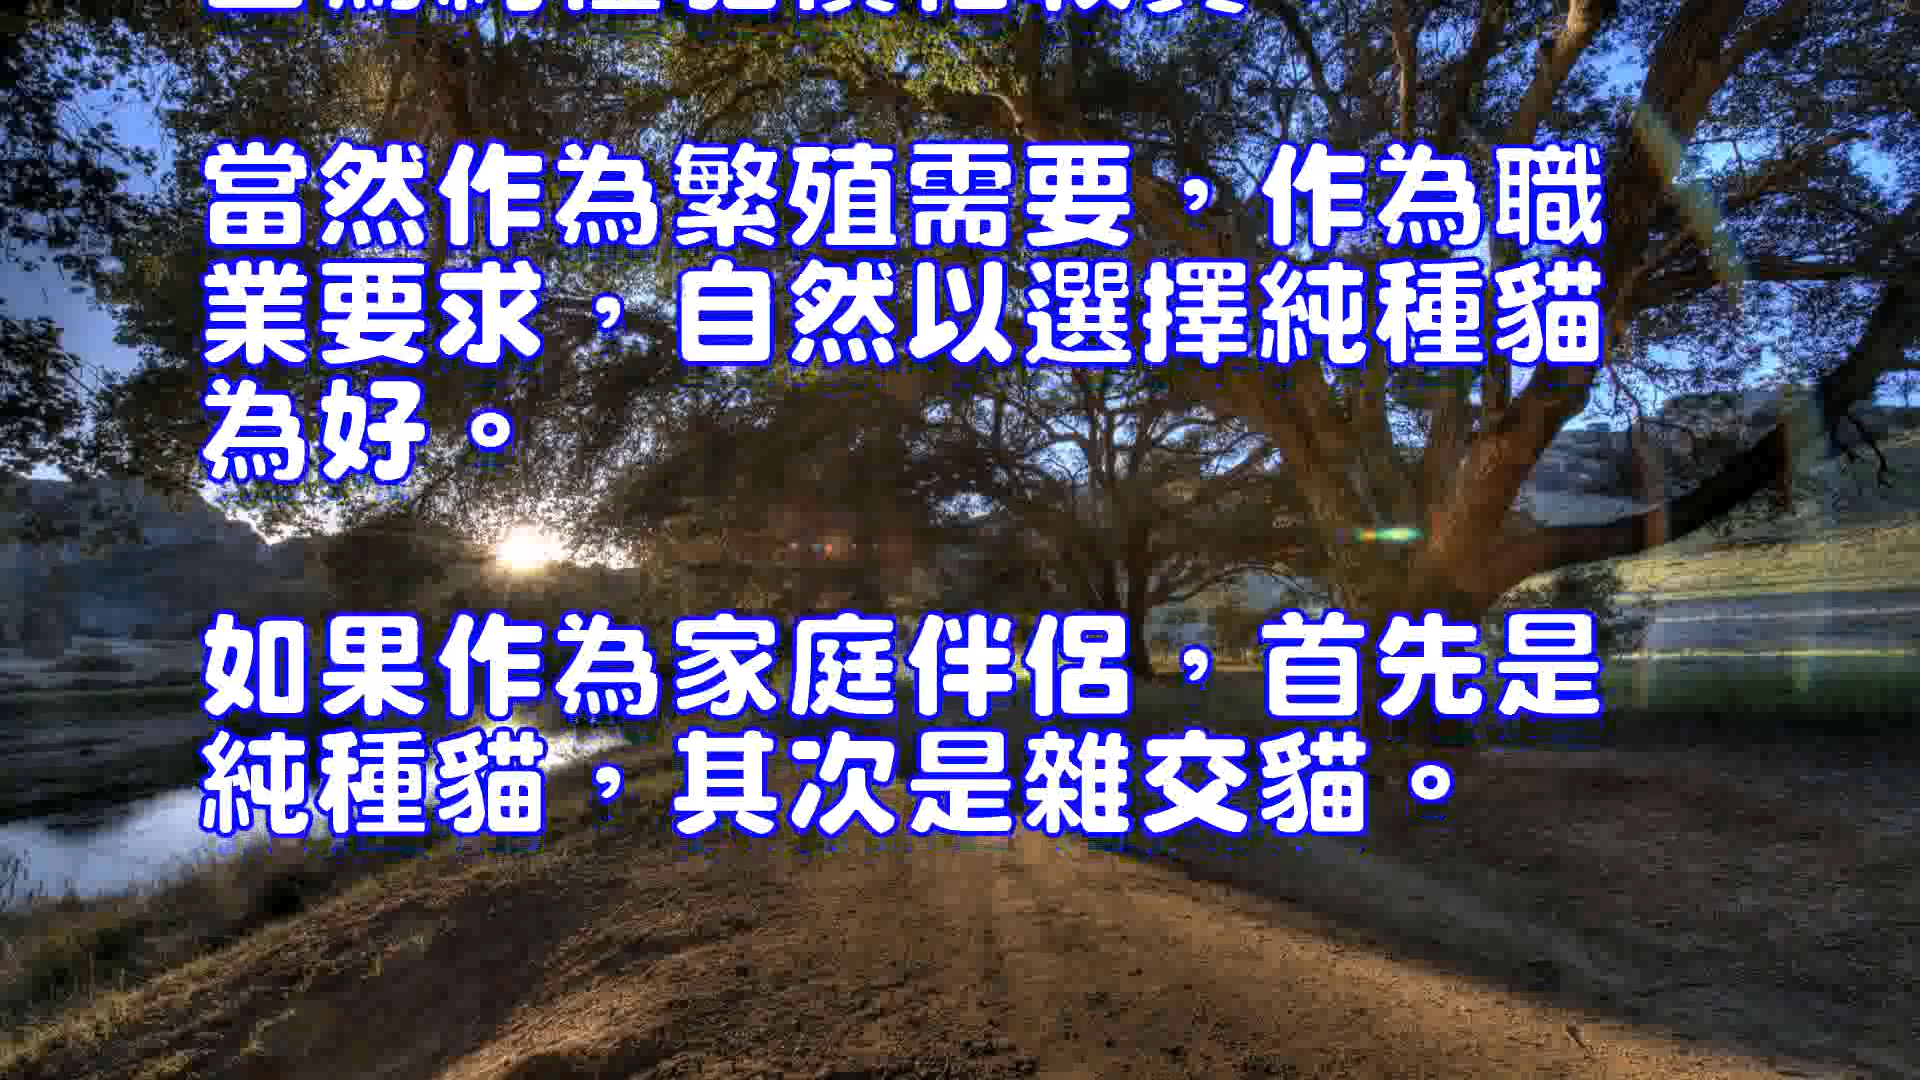 當然作為繁殖需要，作為職
業要求，自然以選擇純種貓
為好。
如果作為家庭伴侶，首先是
純種貓，其次是雜交貓。